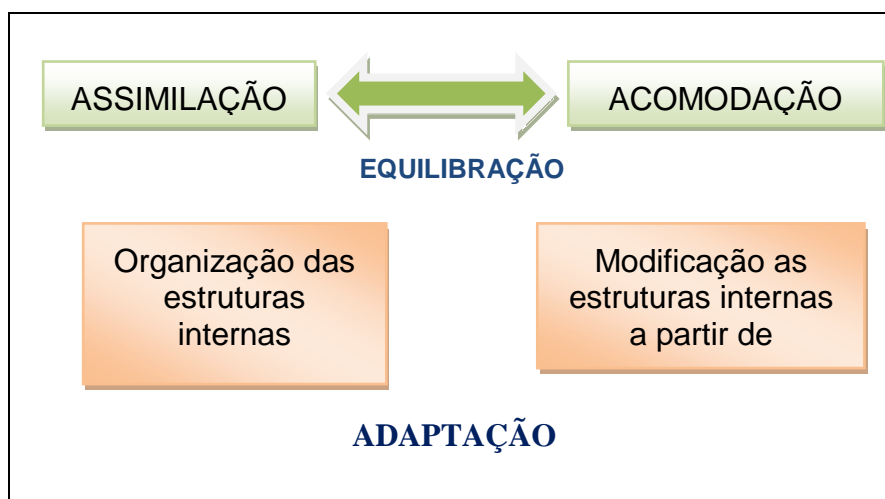 ASSIMILAÇÃO
ACOMODAÇÃO
EQUILIBRAÇÃO
Organização das
estruturas
internas
Modificação as
estruturas internas
a partir de
ADAPTAÇÃO